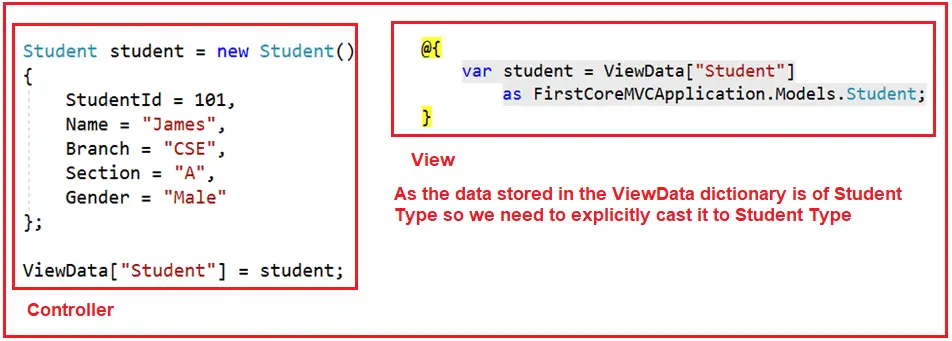 Student student = new Student()
{
    StudentId = 101,
    Name = "James",
    Branch = "CSE",
    Section = "A",
    Gender = "Male"
};
ViewData["Student"] = student;
Controller
@{
    var student = ViewData["Student"]
        as FirstCoreMVCApplication.Models.Student;
}
View
As the data stored in the ViewData dictionary is of Student
Type so we need to explicitly cast it to Student Type